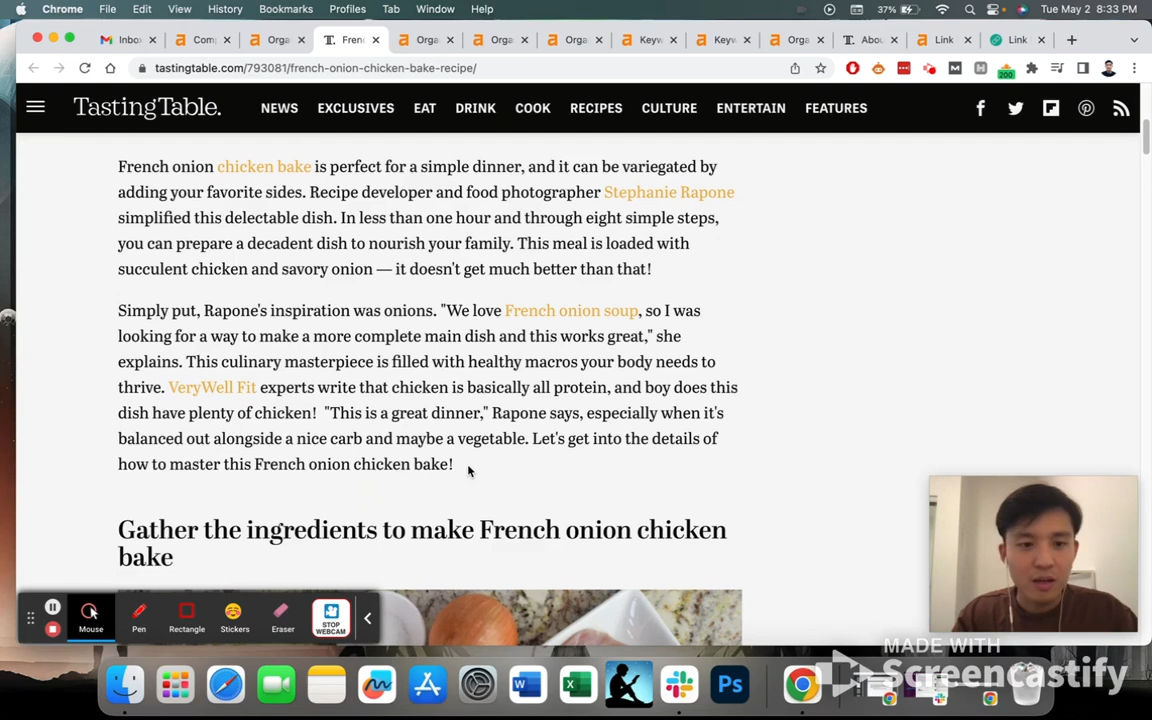 Chrome File Edit View History Bookmarks Profiles Tab Window Help 37% Tue May 2 8:33 PM
Inbo Com Orga Fren Orga Orga Orga Keyw Keyw Orga T. Abou Link Link
tastingtable.com/793081/french-onion-chicken-bake-recipe/
200
TastingTable. NEWS EXCLUSIVES EAT DRINK COOK RECIPES CULTURE ENTERTAIN FEATURES
French onion chicken bake is perfect for a simple dinner, and it can be variegated by
adding your favorite sides. Recipe developer and food photographer Stephanie Rapone
simplified this delectable dish. In less than one hour and through eight simple steps,
you can prepare a decadent dish to nourish your family. This meal is loaded with
succulent chicken and savory onion — it doesn't get much better than that!
Simply put, Rapone's inspiration was onions. "We love French onion soup, so I was
looking for a way to make a more complete main dish and this works great," she
explains. This culinary masterpiece is filled with healthy macros your body needs to
thrive. VeryWell Fit experts write that chicken is basically all protein, and boy does this
dish have plenty of chicken! "This is a great dinner," Rapone says, especially when it's
balanced out alongside a nice carb and maybe a vegetable. Let's get into the details of
how to master this French onion chicken bake!
Gather the ingredients to make French onion chicken
bake
Mouse Pen Rectangle Stickers Eraser STOP WEBCAM
MADE WITH
Screencastify
W X Ps